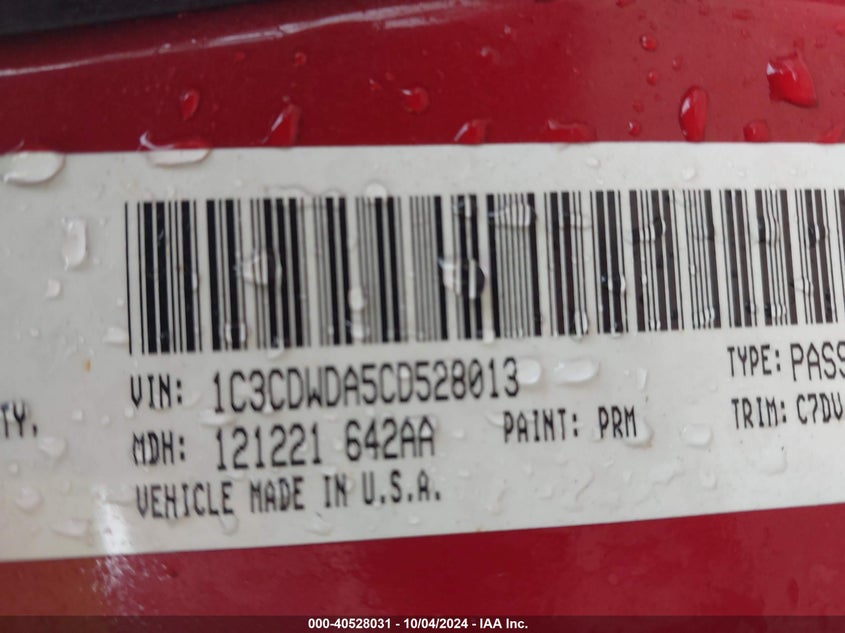 TY.
VIN: 1C3CDWDA5CD528013
TYPE: PASS
MDH: 121221 642AA
PAINT: PRM
TRIM: C7DV
VEHICLE MADE IN U.S.A.
000-40528031 - 10/04/2024 - IAA Inc.